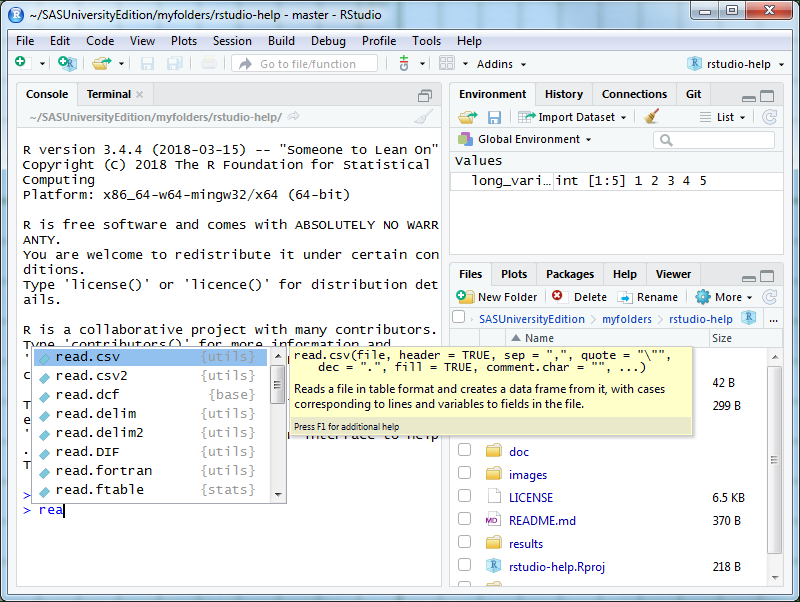 ~/SASUniversityEdition/myfolders/rstudio-help - master - RStudio
File Edit Code View Plots Session Build Debug Profile Tools Help
Go to file/function Addins rstudio-help
Console Terminal
~/SASUniversityEdition/myfolders/rstudio-help/
R version 3.4.4 (2018-03-15) -- "Someone to Lean On"
Copyright (C) 2018 The R Foundation for Statistical
Computing
Platform: x86_64-w64-mingw32/x64 (64-bit)
R is free software and comes with ABSOLUTELY NO WARR
ANTY.
You are welcome to redistribute it under certain con
ditions.
Type 'license()' or 'licence()' for distribution det
ails.
R is a collaborative project with many contributors.
Type 'contributors()' for more information and
read.csv {utils}
read.csv2 {utils}
read.dcf {base}
read.delim {utils}
read.delim2 {utils}
read.DIF {utils}
read.fortran {utils}
read.ftable {stats}
>
> rea
read.csv(file, header = TRUE, sep = ",", quote = "\"",
dec = ".", fill = TRUE, comment.char = "", ...)
Reads a file in table format and creates a data frame from it, with cases
corresponding to lines and variables to fields in the file.
Press F1 for additional help
interface to help
Environment History Connections Git
Import Dataset List
Global Environment
Values
long_vari... int [1:5] 1 2 3 4 5
Files Plots Packages Help Viewer
New Folder Delete Rename More
SASUniversityEdition myfolders rstudio-help ...
Name Size
42 B
299 B
doc
images
LICENSE 6.5 KB
README.md 370 B
results
rstudio-help.Rproj 218 B